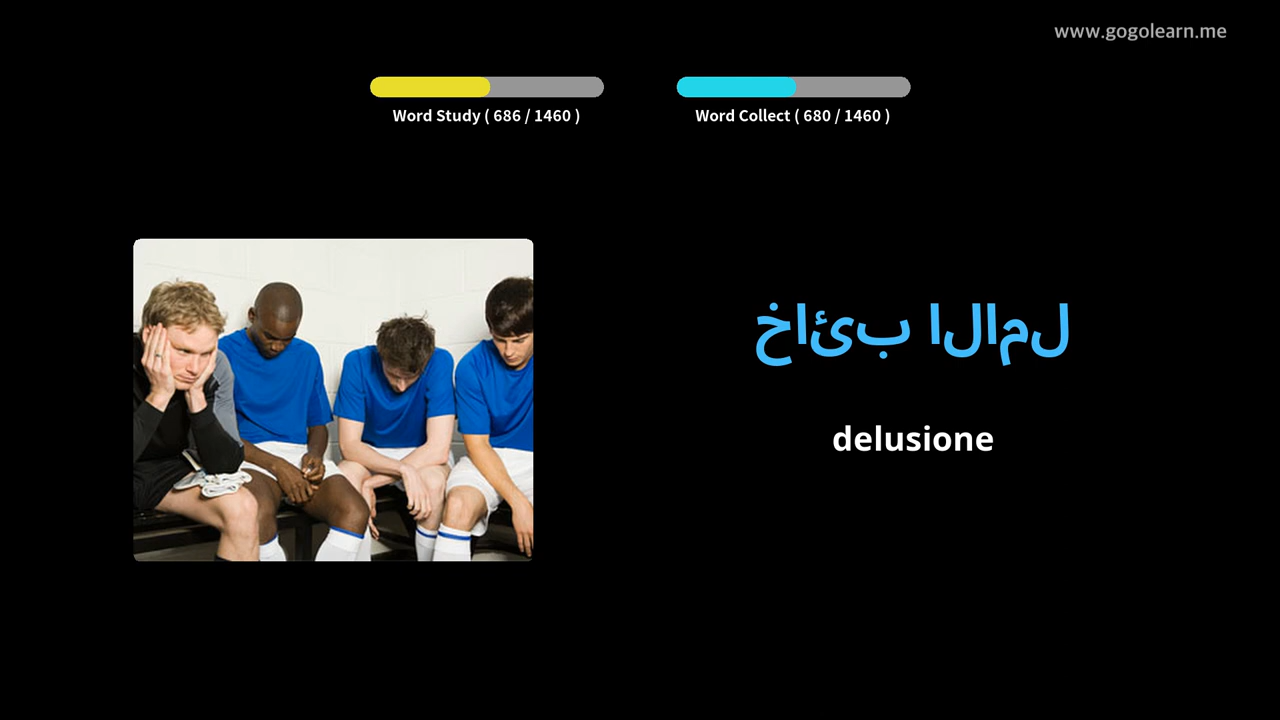 www.gogolearn.me
Word Study ( 686 / 1460 )
Word Collect ( 680 / 1460 )
خائب الامل
delusione